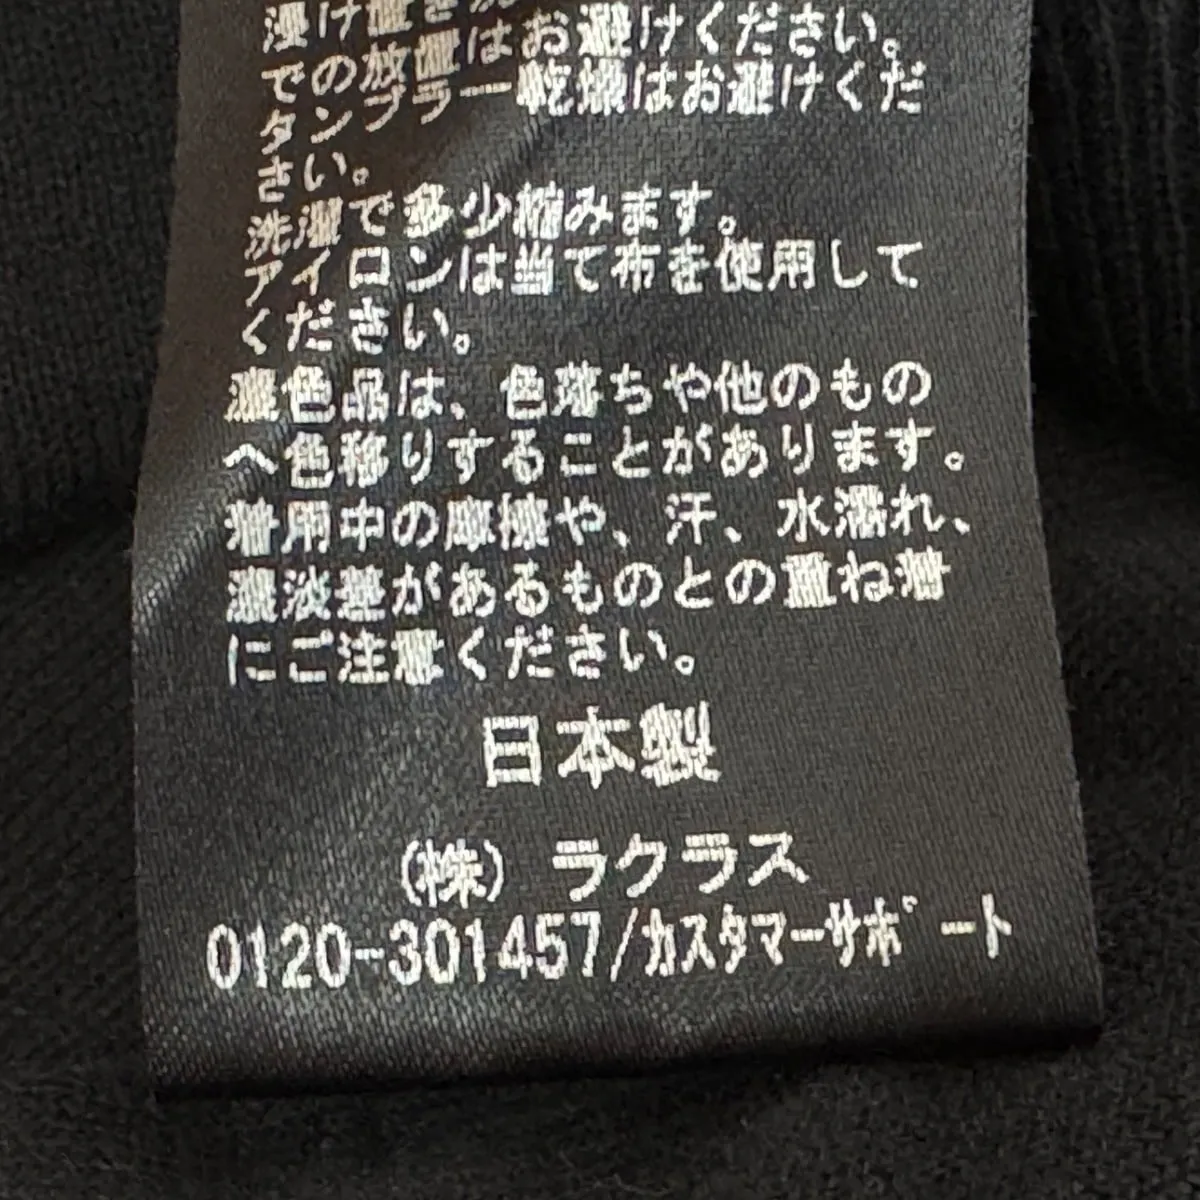 浸け置き
での放置はお避けください。
タンブラー乾燥はお避けくだ
さい。
洗濯で多少縮みます。
アイロンは当て布を使用して
ください。
濃色品は、色落ちや他のもの
へ色移りすることがあります。
着用中の摩擦や、汗、水濡れ、
濃淡差があるものとの重ね着
にご注意ください。
日本製
(株) ラクラス
0120-301457/カスタマーサポート